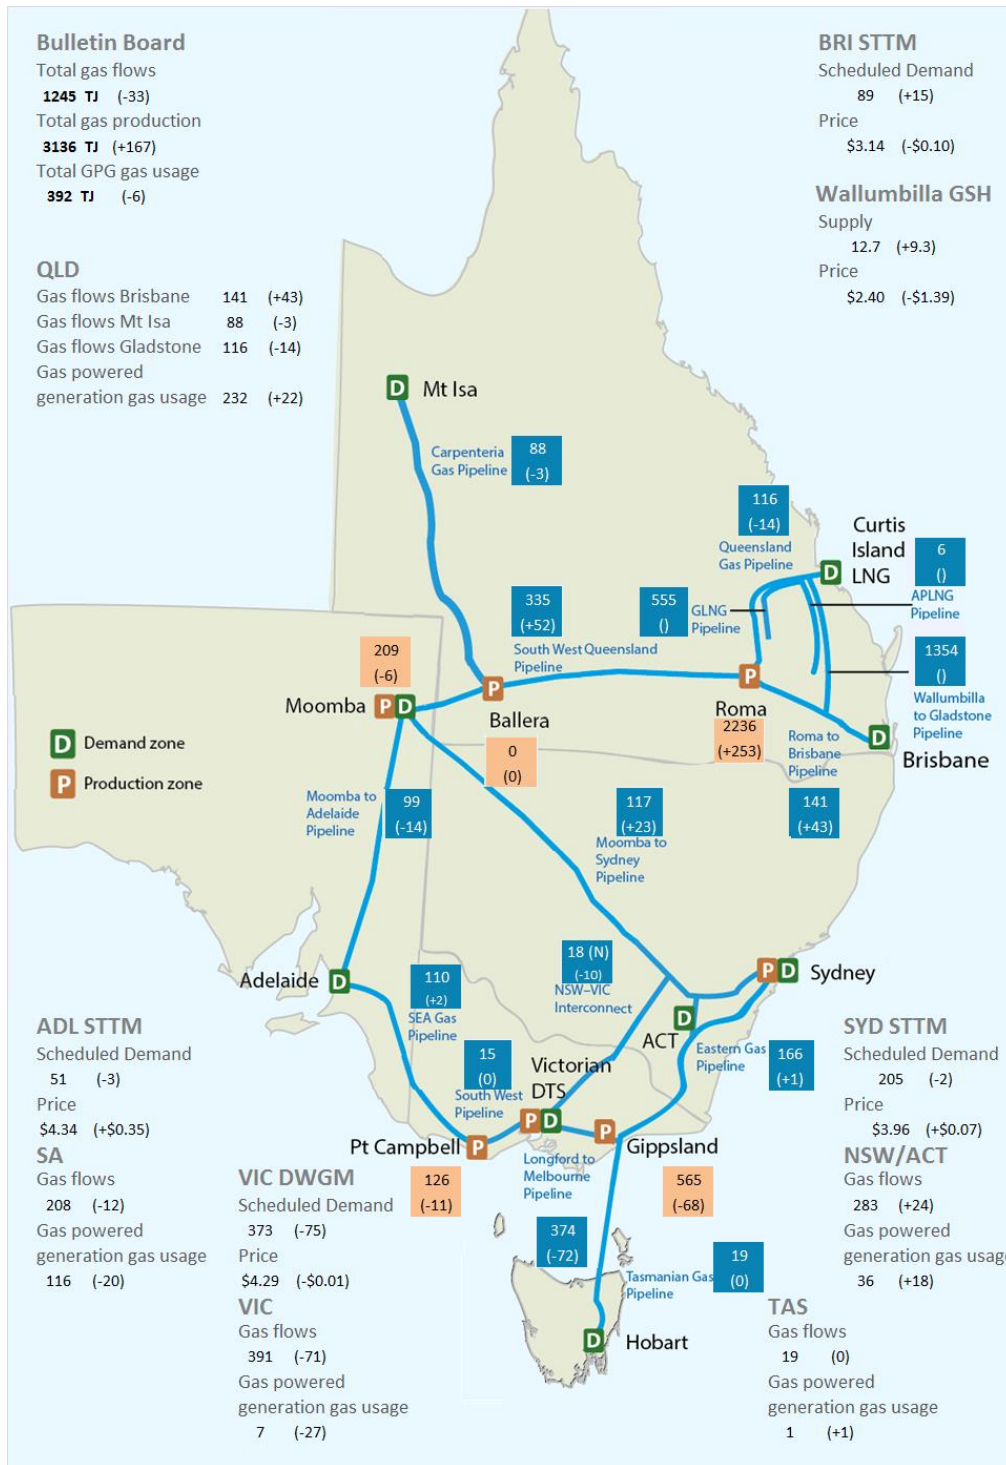 Bulletin Board
Total gas flows
1245 TJ (-33)
Total gas production
3136 TJ (+167)
Total GPG gas usage
392 TJ (-6)
BRI STTM
Scheduled Demand
89 (+15)
Price
$3.14 (-$0.10)
Wallumbilla GSH
Supply
12.7 (+9.3)
Price
$2.40 (-$1.39)
QLD
Gas flows Brisbane 141 (+43)
Gas flows Mt Isa 88 (-3)
Gas flows Gladstone 116 (-14)
Gas powered
generation gas usage 232 (+22)
D Mt Isa
Carpenteria
Gas Pipeline
88
(-3)
116
(-14)
Queensland
Gas Pipeline
Curtis
Island
LNG
D
6
()
APLNG
Pipeline
335
(+52)
South West Queensland
Pipeline
555
()
GLNG
Pipeline
1354
()
Wallumbilla
to Gladstone
Pipeline
209
(-6)
Moomba P D
P
Ballera
0
(0)
P
Roma
2236
(+253)
Roma to
Brisbane
Pipeline
D
Brisbane
141
(+43)
D Demand zone
P Production zone
Moomba to
Adelaide
Pipeline
99
(-14)
117
(+23)
Moomba to
Sydney
Pipeline
Adelaide D
110
(+2)
SEA Gas
Pipeline
18 (N)
(-10)
NSW–VIC
Interconnect
P D Sydney
ACT D
Eastern Gas
Pipeline
166
(+1)
15
(0)
South West
Pipeline
Victorian
DTS
P D
Pt Campbell P
126
(-11)
P
Gippsland
565
(-68)
Longford to
Melbourne
Pipeline
374
(-72)
19
(0)
Tasmanian Gas
Pipeline
D Hobart
ADL STTM
Scheduled Demand
51 (-3)
Price
$4.34 (+$0.35)
SA
Gas flows
208 (-12)
Gas powered
generation gas usage
116 (-20)
VIC DWGM
Scheduled Demand
373 (-75)
Price
$4.29 (-$0.01)
VIC
Gas flows
391 (-71)
Gas powered
generation gas usage
7 (-27)
SYD STTM
Scheduled Demand
205 (-2)
Price
$3.96 (+$0.07)
NSW/ACT
Gas flows
283 (+24)
Gas powered
generation gas usage
36 (+18)
TAS
Gas flows
19 (0)
Gas powered
generation gas usage
1 (+1)